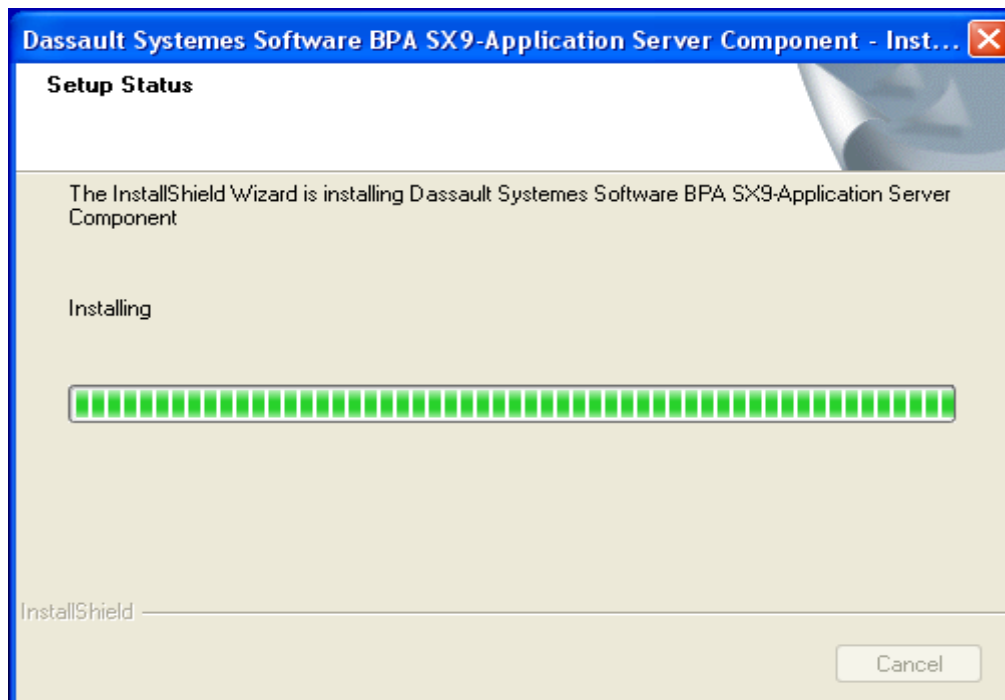 Dassault Systemes Software BPA SX9-Application Server Component - Inst...
Setup Status
The InstallShield Wizard is installing Dassault Systemes Software BPA SX9-Application Server
Component
Installing
InstallShield
Cancel